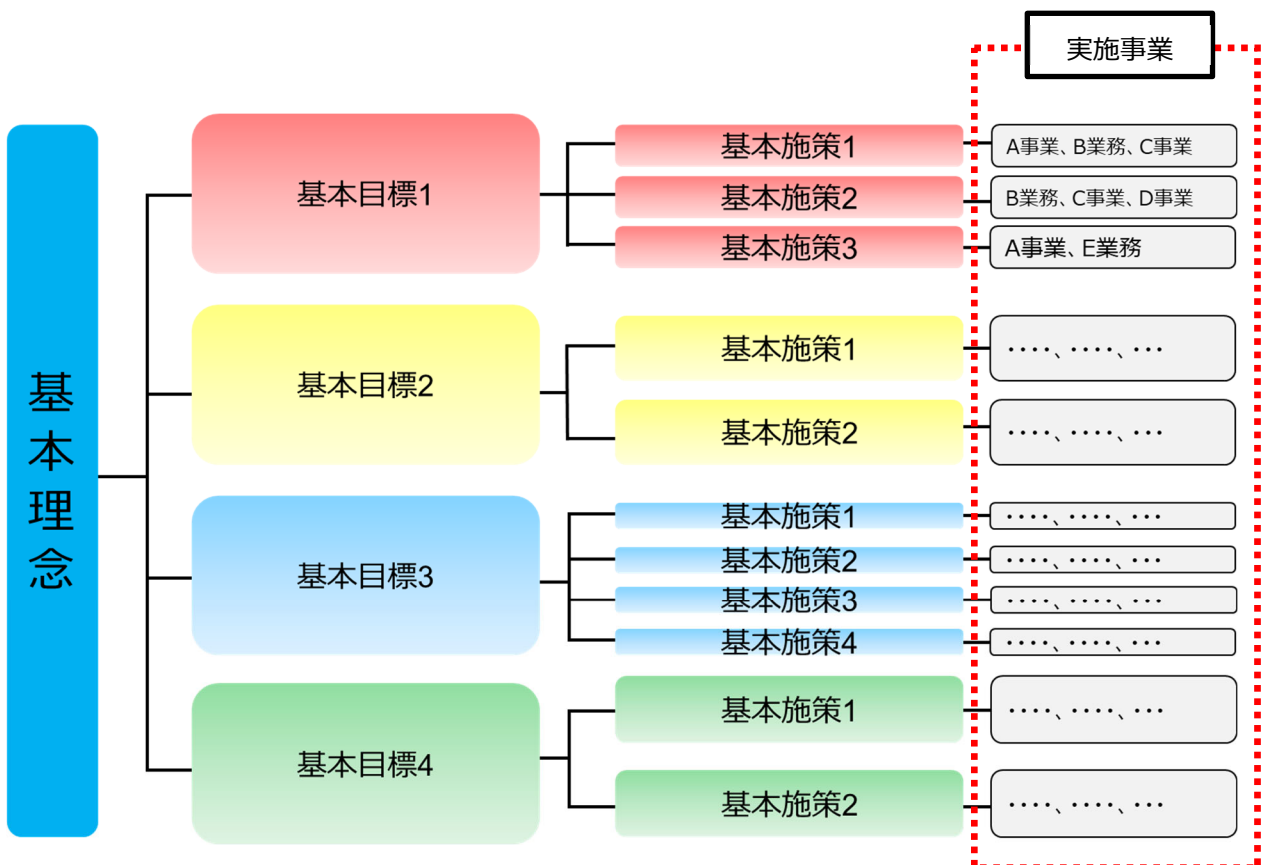 実施事業
基本理念
基本目標1
基本施策1
A事業、B業務、C事業
基本施策2
B業務、C事業、D事業
基本施策3
A事業、E業務
基本目標2
基本施策1
‥‥、‥‥、…
基本施策2
‥‥、‥‥、…
基本目標3
基本施策1
‥‥、‥‥、…
基本施策2
‥‥、‥‥、…
基本施策3
‥‥、‥‥、…
基本施策4
‥‥、‥‥、…
基本目標4
基本施策1
‥‥、‥‥、…
基本施策2
‥‥、‥‥、…